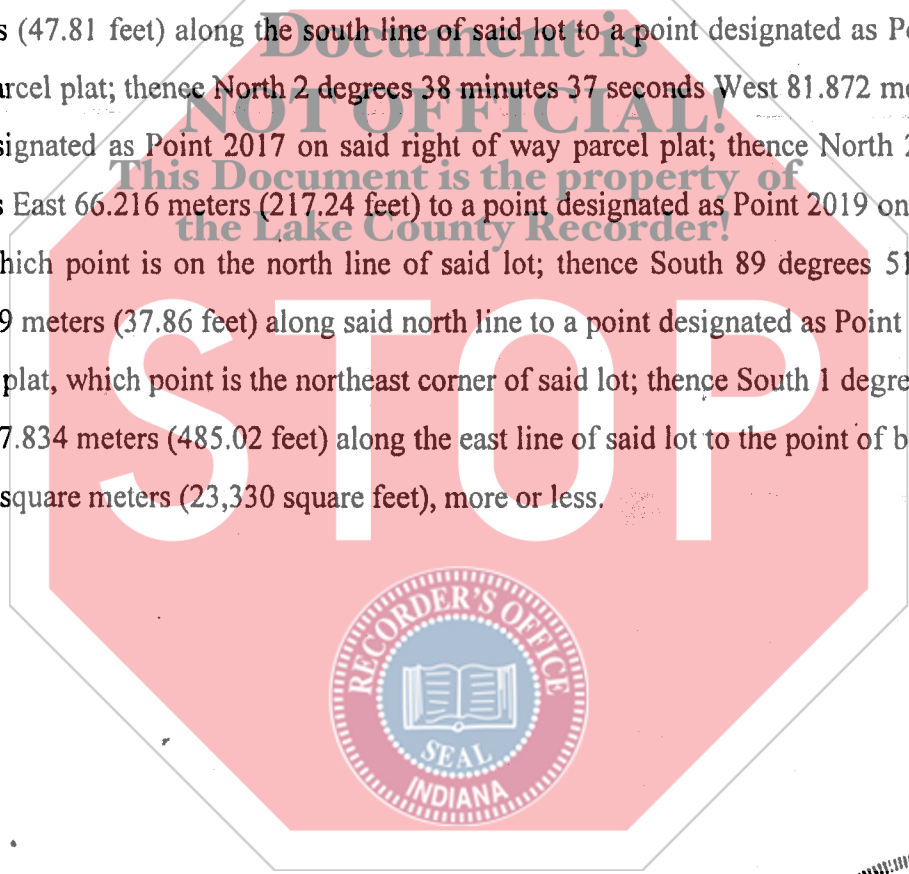 s (47.81 feet) along the south line of said lot to a point designated as Po
Document is
arcel plat; thence North 2 degrees 38 minutes 37 seconds West 81.872 me
NOT OFFICIAL!
signated as Point 2017 on said right of way parcel plat; thence North 2
This Document is the property of
s East 66.216 meters (217.24 feet) to a point designated as Point 2019 on
the Lake County Recorder!
hich point is on the north line of said lot; thence South 89 degrees 51
9 meters (37.86 feet) along said north line to a point designated as Point
plat, which point is the northeast corner of said lot; thence South 1 degre
7.834 meters (485.02 feet) along the east line of said lot to the point of b
square meters (23,330 square feet), more or less.
STOP
RECORDER'S OFFICE
SEAL
INDIANA